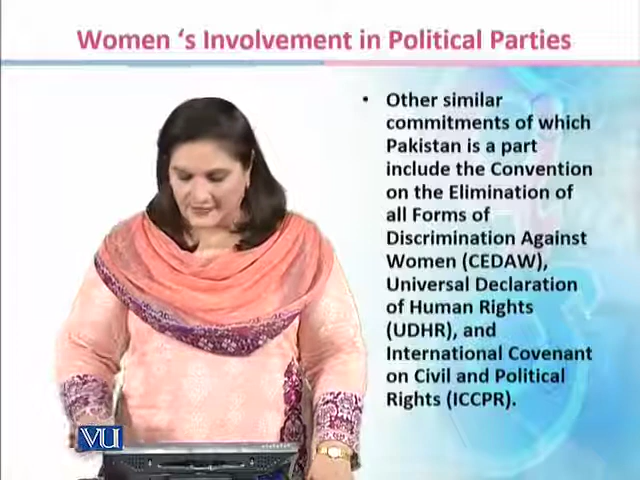 Women ‘s Involvement in Political Parties
• Other similar
commitments of which
Pakistan is a part
include the Convention
on the Elimination of
all Forms of
Discrimination Against
Women (CEDAW),
Universal Declaration
of Human Rights
(UDHR), and
International Covenant
on Civil and Political
Rights (ICCPR).
VU